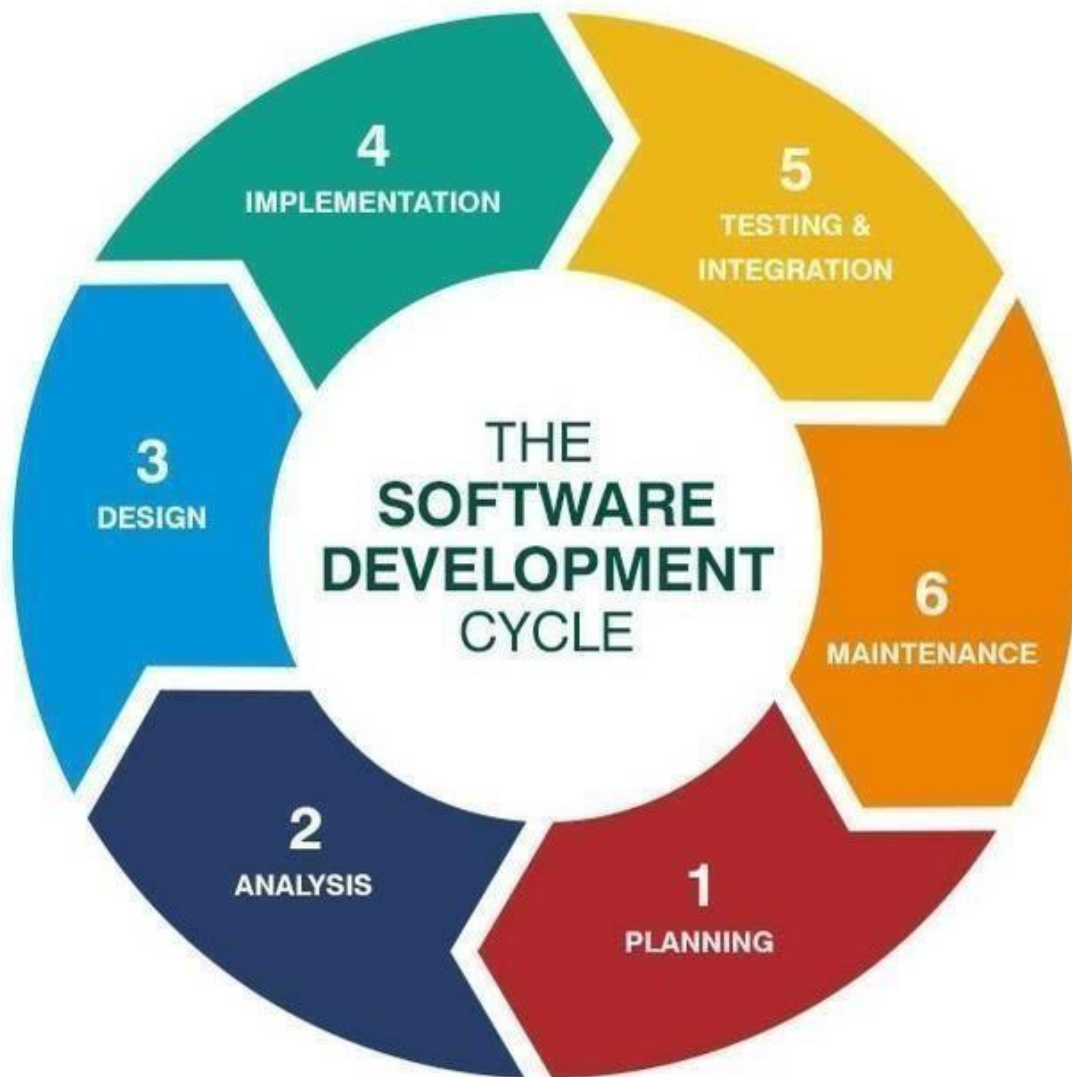 THE
SOFTWARE
DEVELOPMENT
CYCLE
1
PLANNING
2
ANALYSIS
3
DESIGN
4
IMPLEMENTATION
5
TESTING &
INTEGRATION
6
MAINTENANCE